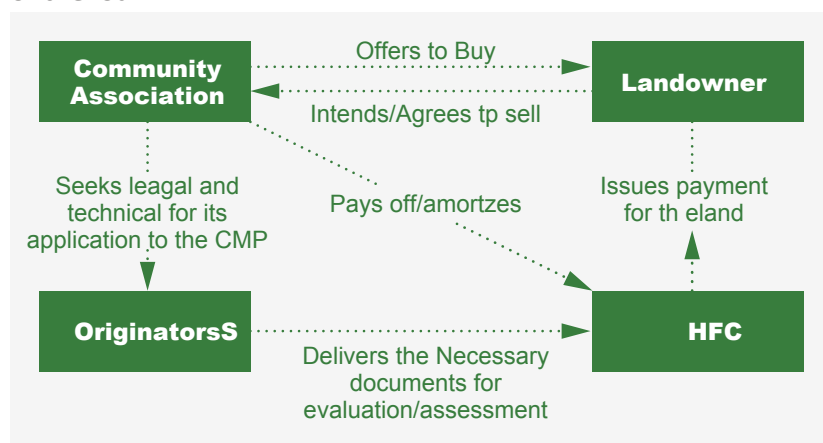 Community
Association
Offers to Buy
Landowner
Intends/Agrees tp sell
Seeks leagal and
technical for its
application to the CMP
Pays off/amortzes
Issues payment
for th eland
OriginatorsS
HFC
Delivers the Necessary
documents for
evaluation/assessment